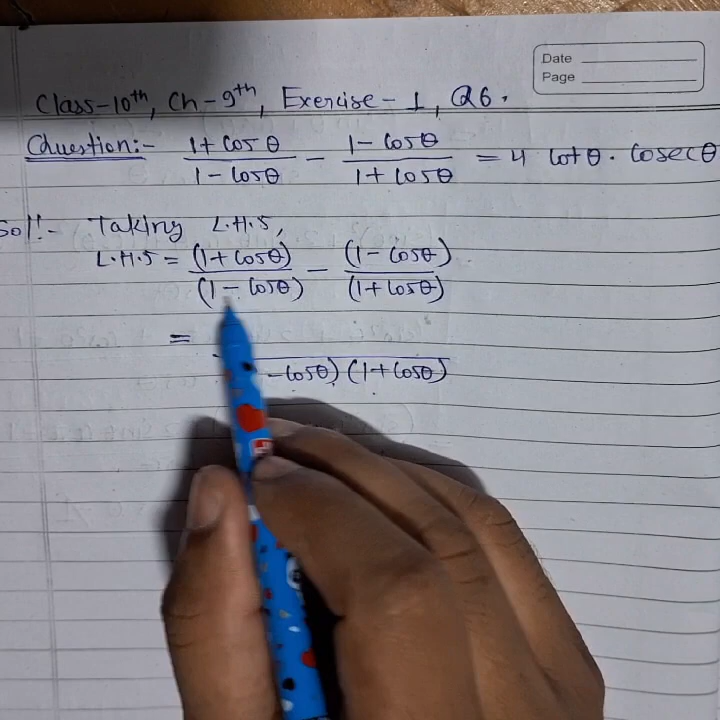 Date
Page
Class-10th, Ch-9th, Exercise-1, Q6.
Question:- (1+cosθ)/(1-cosθ) - (1-cosθ)/(1+cosθ) = 4 cotθ. cosecθ
Sol!- Taking L.H.S,
L.H.S = (1+cosθ)/(1-cosθ) - (1-cosθ)/(1+cosθ)
=
-cosθ) (1+cosθ)